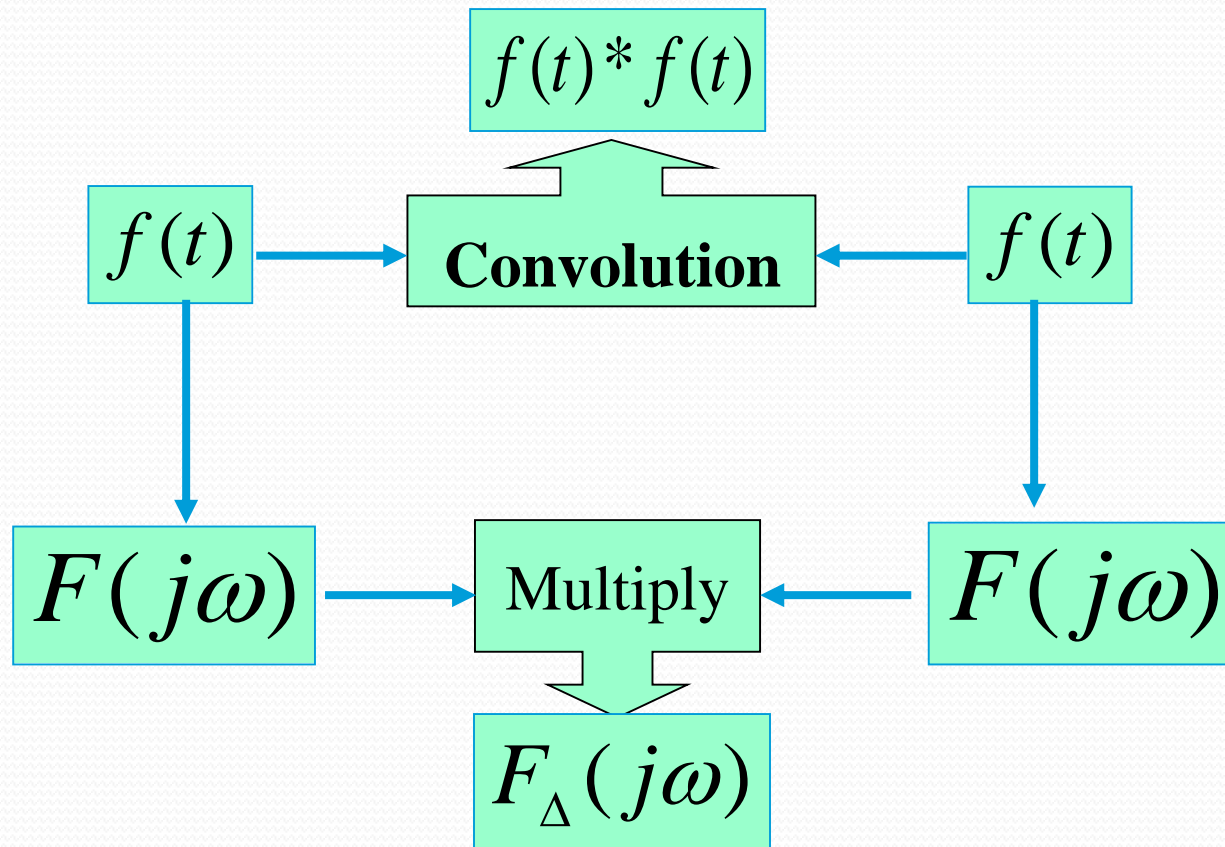 f(t)* f(t)
f(t)
Convolution
f(t)
F(jω)
Multiply
F(jω)
F_Δ(jω)